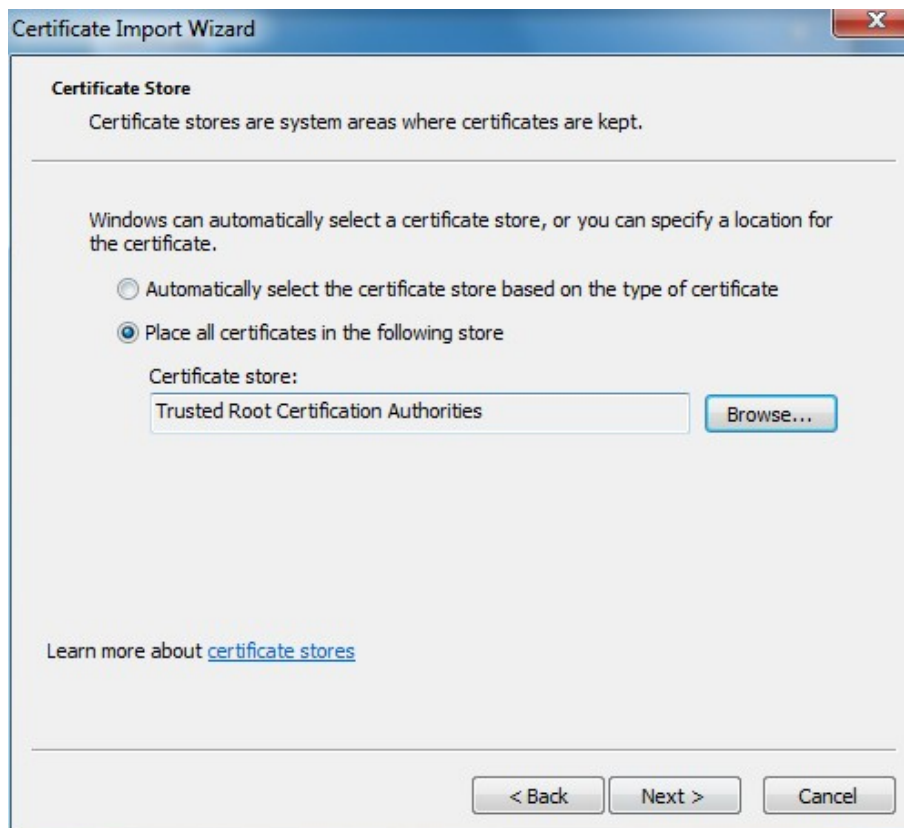 Certificate Import Wizard
Certificate Store
Certificate stores are system areas where certificates are kept.
Windows can automatically select a certificate store, or you can specify a location for
the certificate.
Automatically select the certificate store based on the type of certificate
Place all certificates in the following store
Certificate store:
Trusted Root Certification Authorities
Browse...
Learn more about certificate stores
< Back
Next >
Cancel